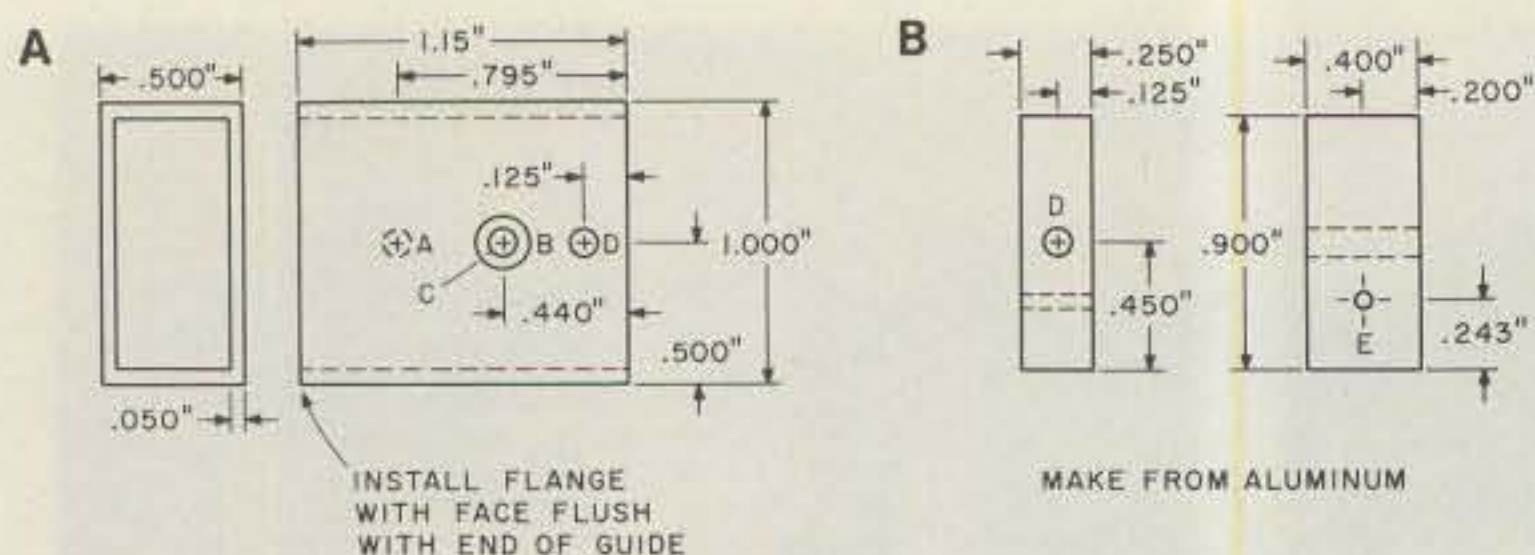 A
1.15"
.500"
.795"
.125"
A
B
D
C
.440"
1.000"
.500"
.050"
INSTALL FLANGE
WITH FACE FLUSH
WITH END OF GUIDE
B
.250"
.125"
.400"
.200"
D
.900"
.450"
E
.243"
MAKE FROM ALUMINUM